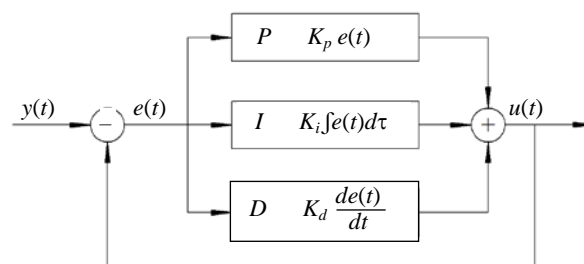 P K_p e(t)
y(t) − e(t) I K_i ∫e(t)dτ + u(t)
D K_d de(t)/dt